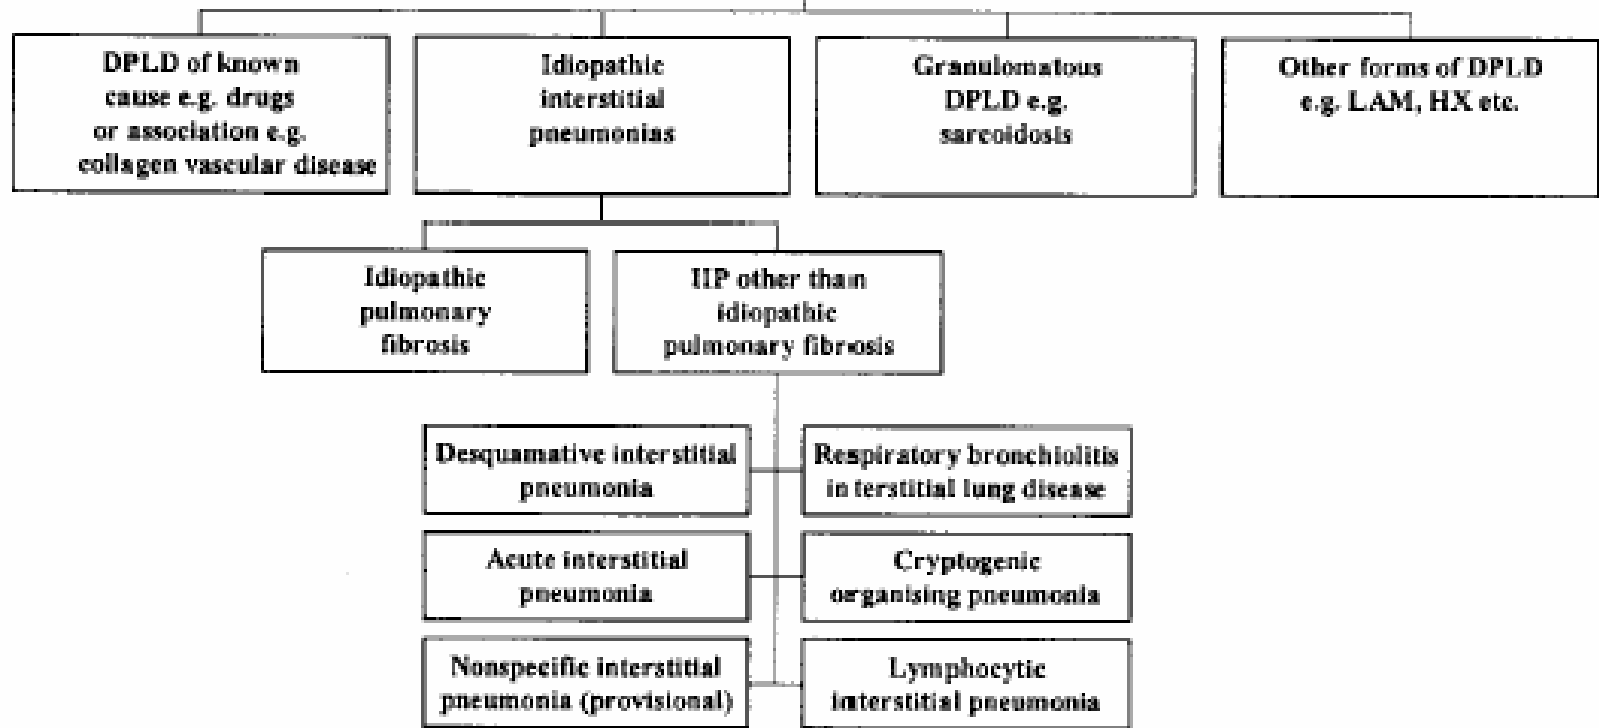 DPLD of known
cause e.g. drugs
or association e.g.
collagen vascular disease
Idiopathic
interstitial
pneumonias
Granulomatous
DPLD e.g.
sarcoidosis
Other forms of DPLD
e.g. LAM, HX etc.
Idiopathic
pulmonary
fibrosis
IIP other than
idiopathic
pulmonary fibrosis
Desquamative interstitial
pneumonia
Respiratory bronchiolitis
in terstitial lung disease
Acute interstitial
pneumonia
Cryptogenic
organising pneumonia
Nonspecific interstitial
pneumonia (provisional)
Lymphocytic
interstitial pneumonia